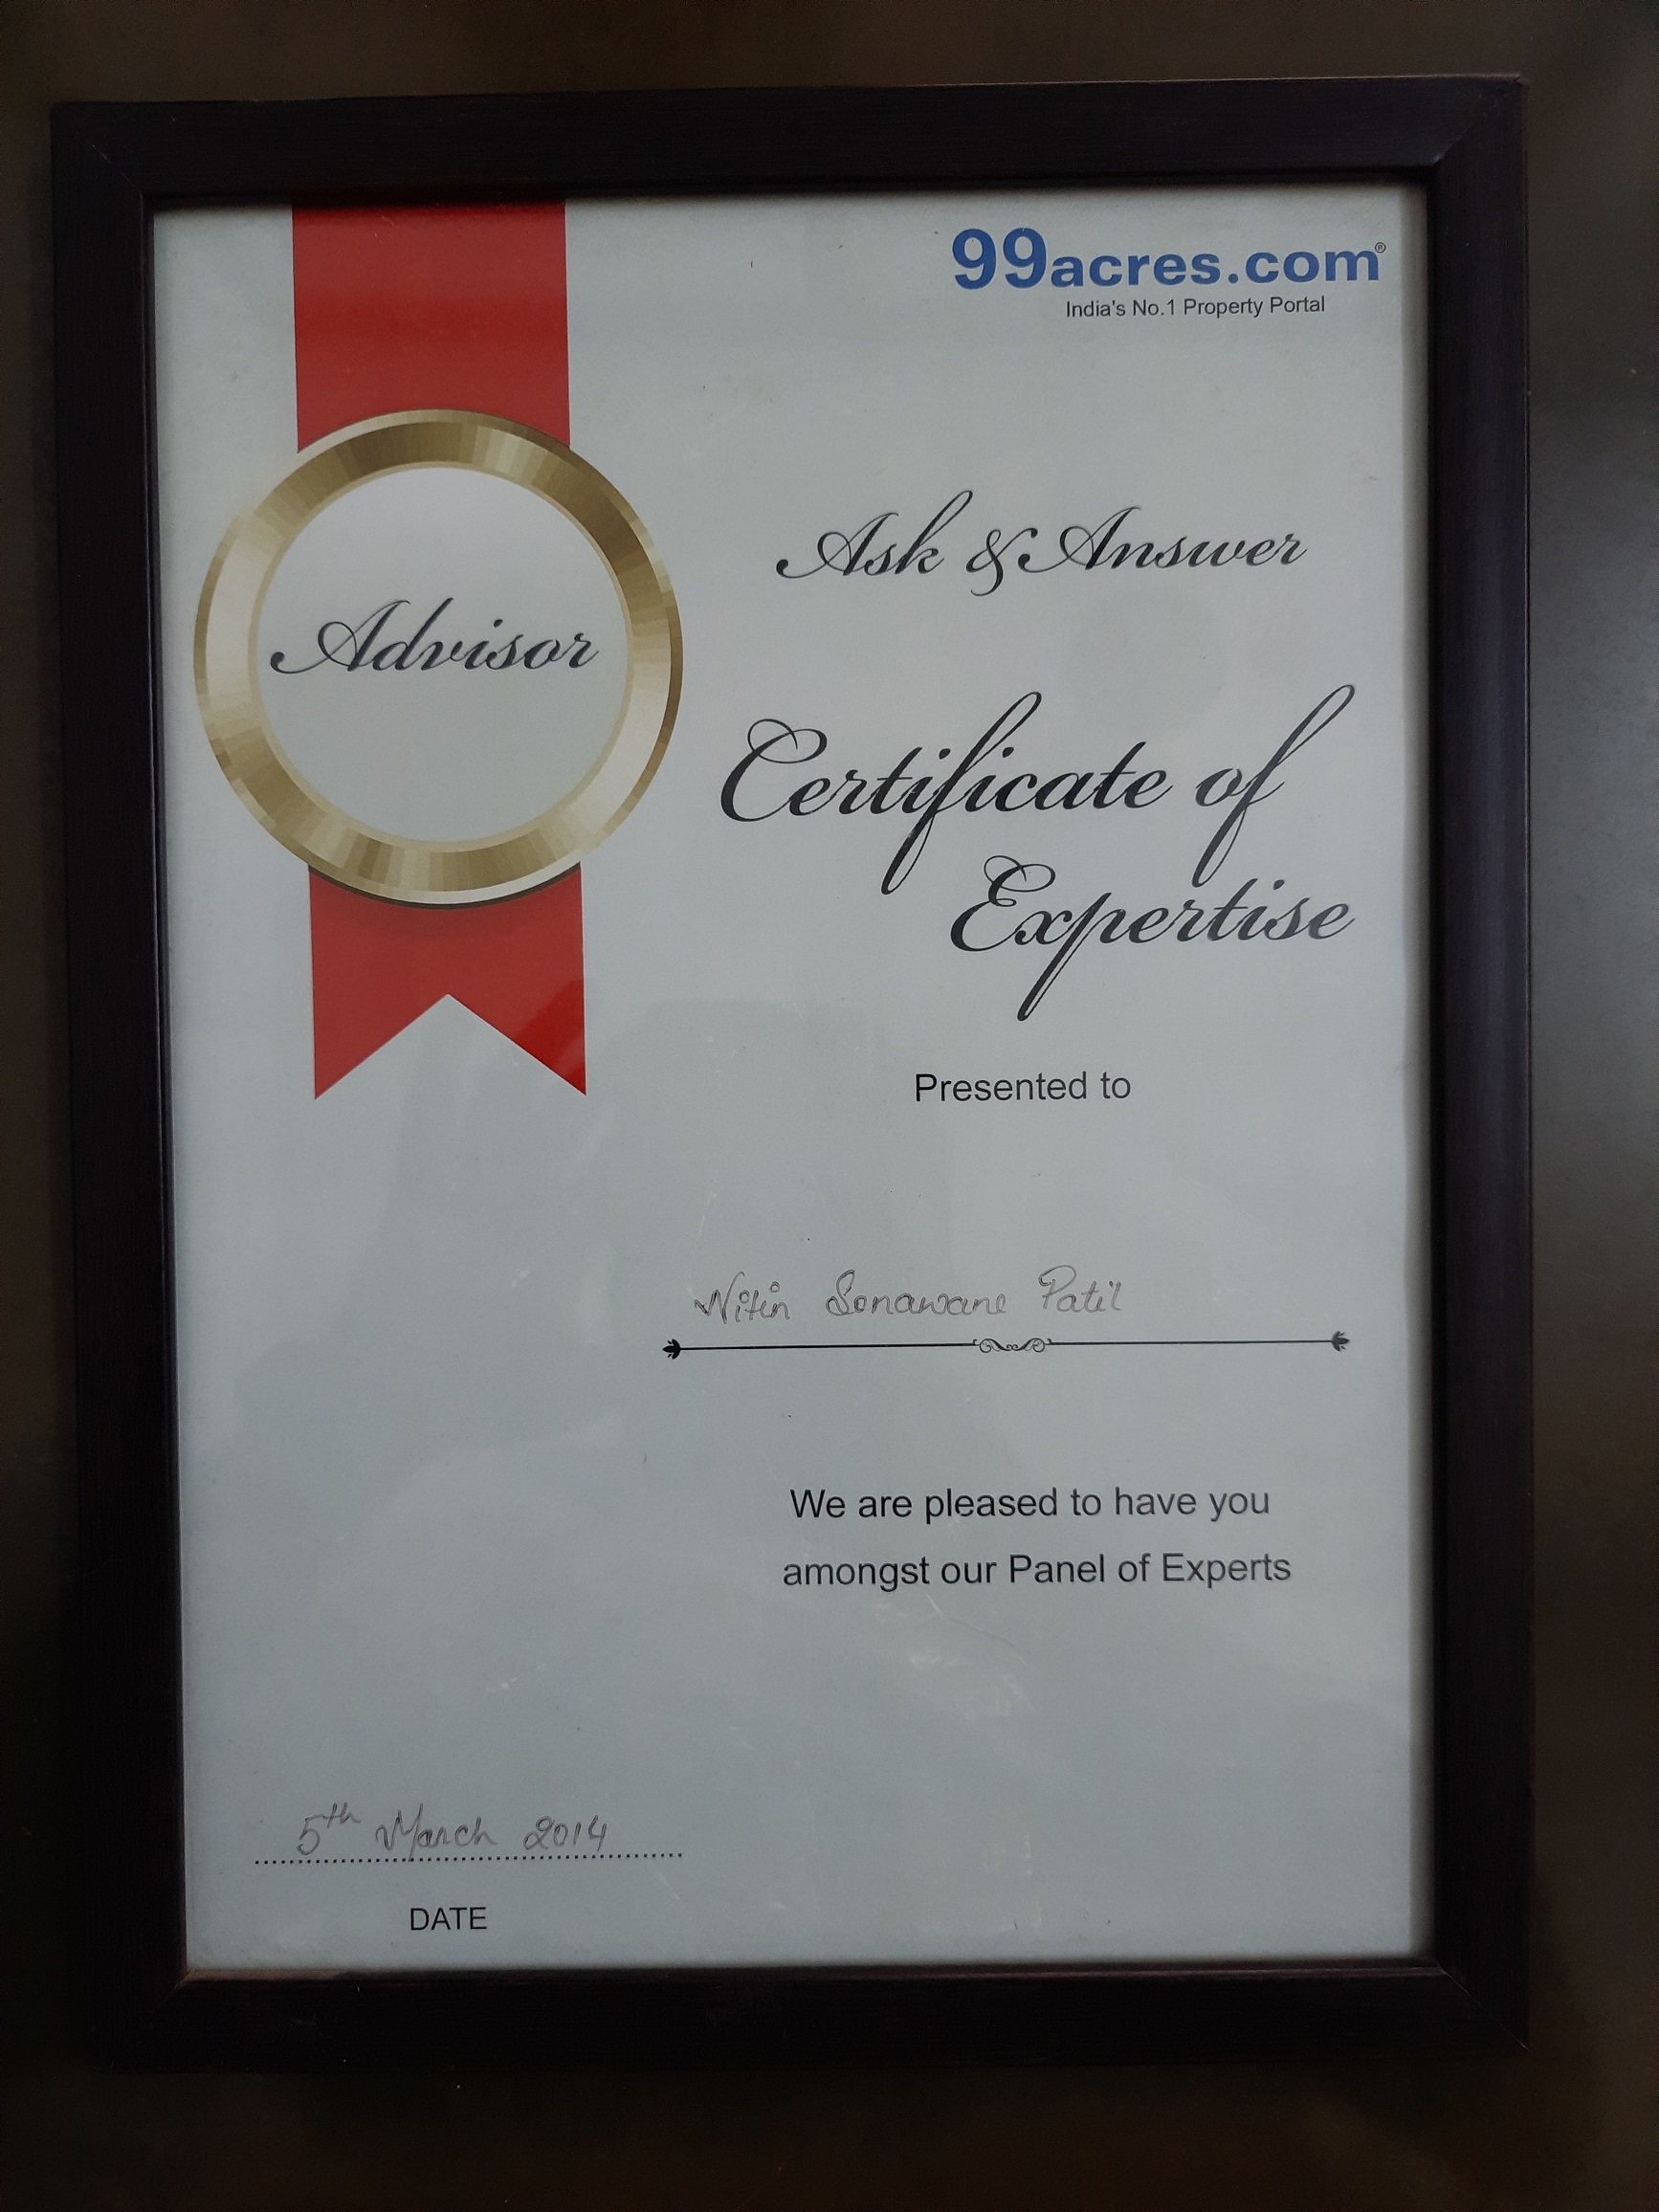 99acres.com®
India's No.1 Property Portal
Advisor
Ask & Answer
Certificate of
Expertise
Presented to
Nitin Sonawane Patil
We are pleased to have you
amongst our Panel of Experts
5th March 2014
DATE